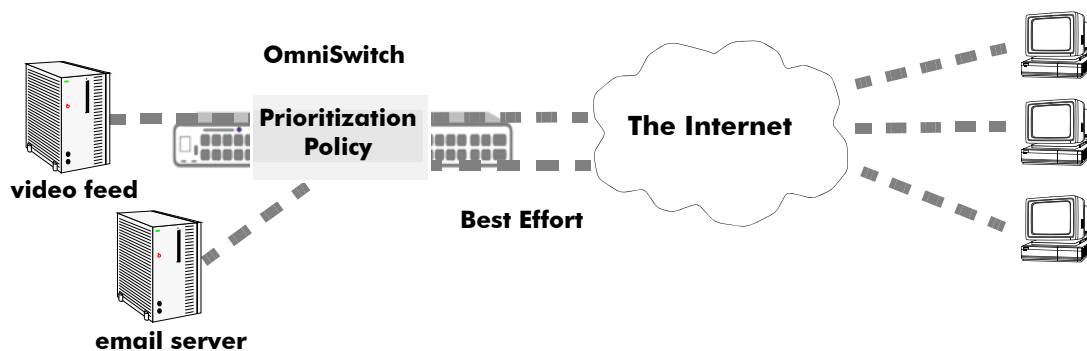 OmniSwitch
Prioritization
Policy
The Internet
video feed
Best Effort
email server